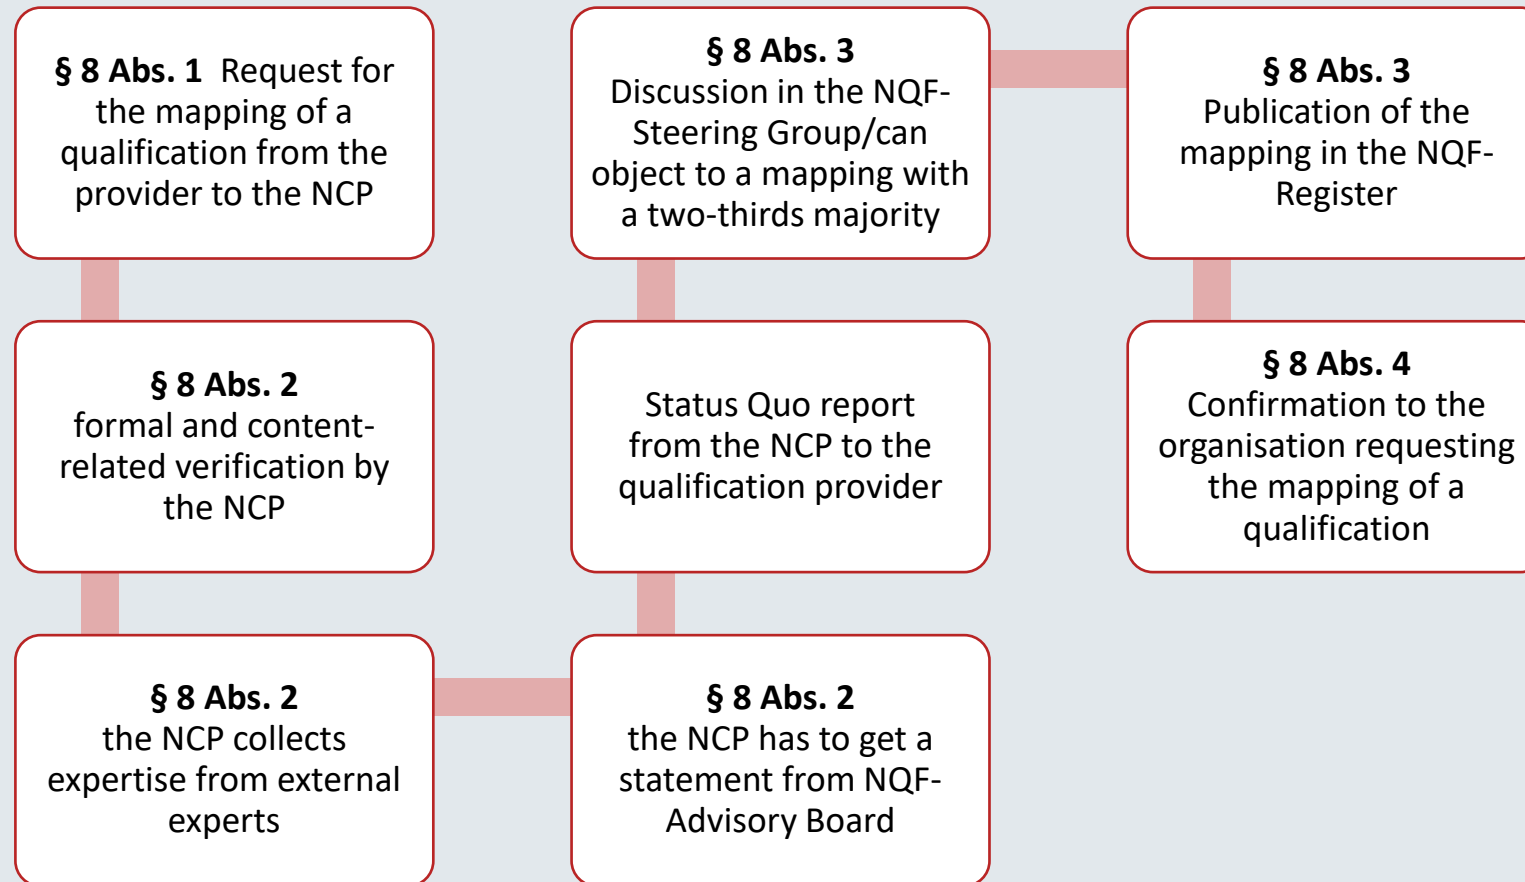 § 8 Abs. 1  Request for
the mapping of a
qualification from the
provider to the NCP
§ 8 Abs. 2
formal and content-
related verification by
the NCP
§ 8 Abs. 2
the NCP collects
expertise from external
experts
§ 8 Abs. 2
the NCP has to get a
statement from NQF-
Advisory Board
Status Quo report
from the NCP to the
qualification provider
§ 8 Abs. 3
Discussion in the NQF-
Steering Group/can
object to a mapping with
a two-thirds majority
§ 8 Abs. 3
Publication of the
mapping in the NQF-
Register
§ 8 Abs. 4
Confirmation to the
organisation requesting
the mapping of a
qualification